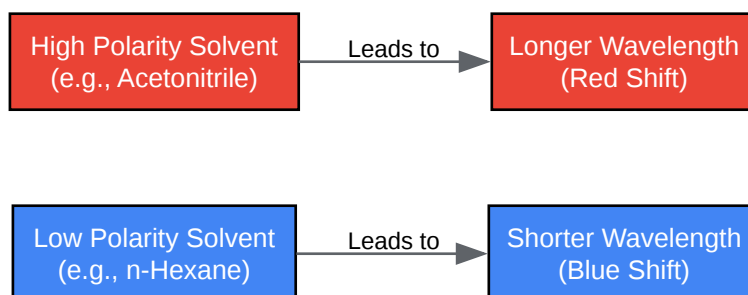 High Polarity Solvent
(e.g., Acetonitrile)
Leads to
Longer Wavelength
(Red Shift)
Low Polarity Solvent
(e.g., n-Hexane)
Leads to
Shorter Wavelength
(Blue Shift)